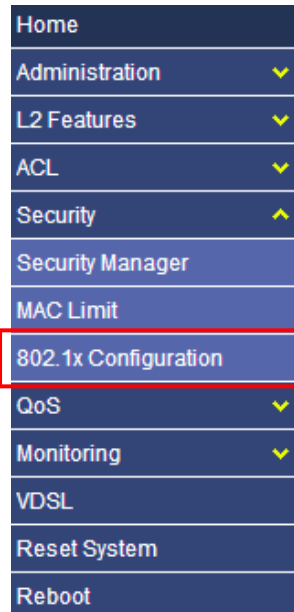 Home
Administration
L2 Features
ACL
Security
Security Manager
MAC Limit
802.1x Configuration
QoS
Monitoring
VDSL
Reset System
Reboot